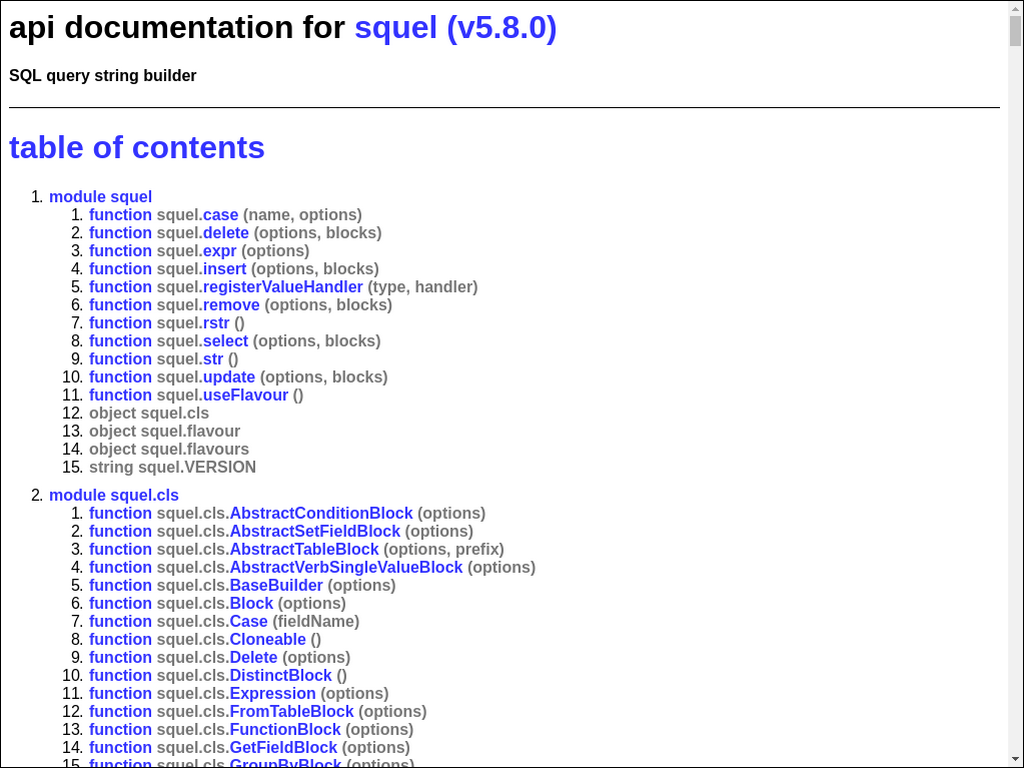 api documentation for squel (v5.8.0)
SQL query string builder
table of contents
1. module squel
1. function squel.case (name, options)
2. function squel.delete (options, blocks)
3. function squel.expr (options)
4. function squel.insert (options, blocks)
5. function squel.registerValueHandler (type, handler)
6. function squel.remove (options, blocks)
7. function squel.rstr ()
8. function squel.select (options, blocks)
9. function squel.str ()
10. function squel.update (options, blocks)
11. function squel.useFlavour ()
12. object squel.cls
13. object squel.flavour
14. object squel.flavours
15. string squel.VERSION
2. module squel.cls
1. function squel.cls.AbstractConditionBlock (options)
2. function squel.cls.AbstractSetFieldBlock (options)
3. function squel.cls.AbstractTableBlock (options, prefix)
4. function squel.cls.AbstractVerbSingleValueBlock (options)
5. function squel.cls.BaseBuilder (options)
6. function squel.cls.Block (options)
7. function squel.cls.Case (fieldName)
8. function squel.cls.Cloneable ()
9. function squel.cls.Delete (options)
10. function squel.cls.DistinctBlock ()
11. function squel.cls.Expression (options)
12. function squel.cls.FromTableBlock (options)
13. function squel.cls.FunctionBlock (options)
14. function squel.cls.GetFieldBlock (options)
15. function squel.cls.GroupByBlock (options)